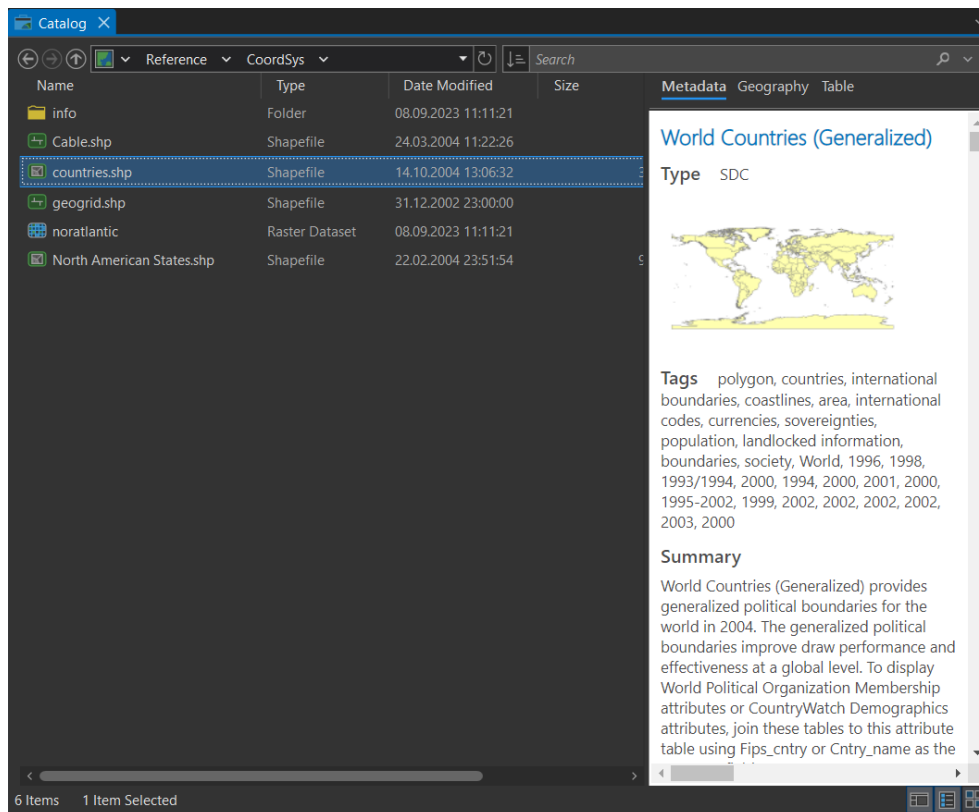 Catalog
Reference CoordSys Search
Name Type Date Modified Size
info Folder 08.09.2023 11:11:21
Cable.shp Shapefile 24.03.2004 11:22:26
countries.shp Shapefile 14.10.2004 13:06:32
geogrid.shp Shapefile 31.12.2002 23:00:00
noratlantic Raster Dataset 08.09.2023 11:11:21
North American States.shp Shapefile 22.02.2004 23:51:54
Metadata Geography Table
World Countries (Generalized)
Type SDC
Tags polygon, countries, international
boundaries, coastlines, area, international
codes, currencies, sovereignties,
population, landlocked information,
boundaries, society, World, 1996, 1998,
1993/1994, 2000, 1994, 2000, 2001, 2000,
1995-2002, 1999, 2002, 2002, 2002, 2002,
2003, 2000
Summary
World Countries (Generalized) provides
generalized political boundaries for the
world in 2004. The generalized political
boundaries improve draw performance and
effectiveness at a global level. To display
World Political Organization Membership
attributes or CountryWatch Demographics
attributes, join these tables to this attribute
table using Fips_cntry or Cntry_name as the
6 Items 1 Item Selected